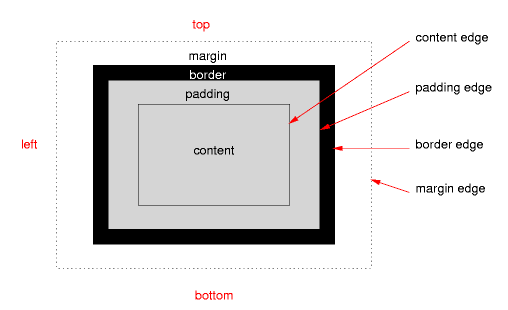 top
content edge
margin
border
padding edge
padding
left
content
border edge
margin edge
bottom